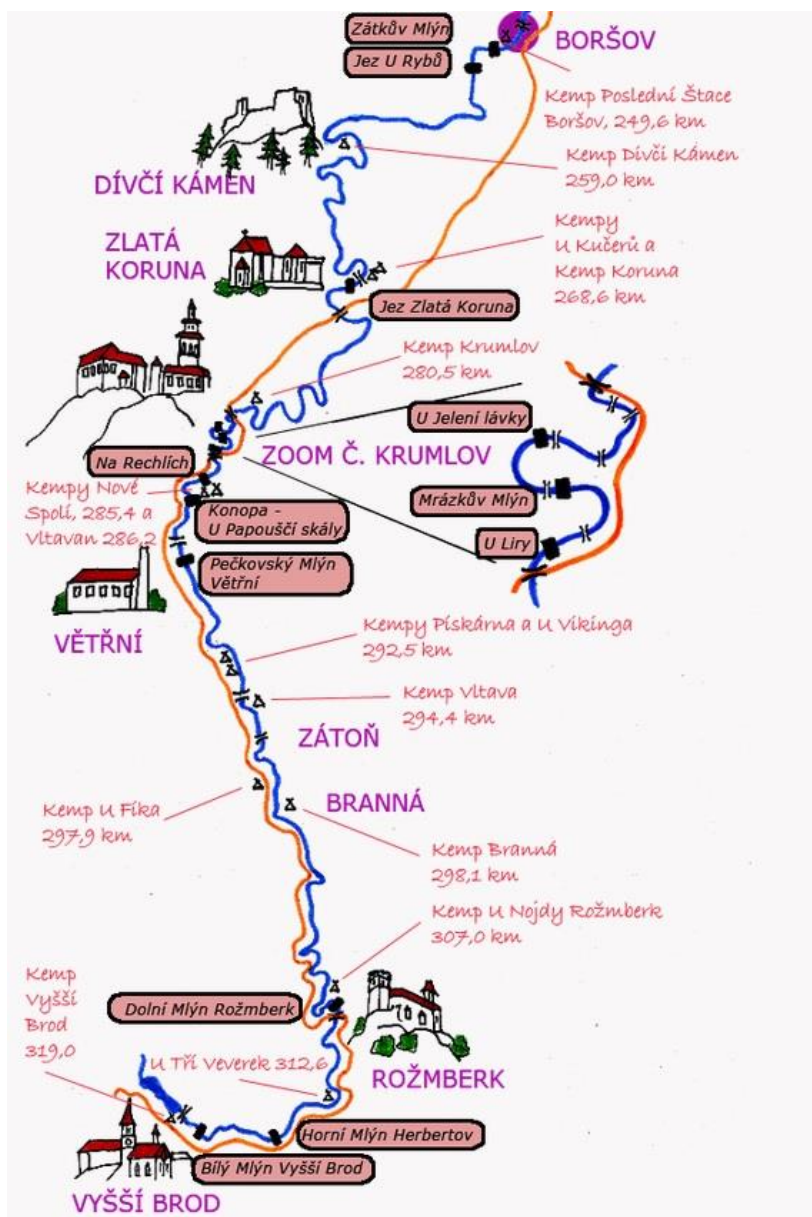 Zátkův Mlýn
Jez U Rybů
BORŠOV
Kemp Poslední Štace
Boršov, 249,6 km
Kemp Dívčí Kámen
259,0 km
DÍVČÍ KÁMEN
ZLATÁ
KORUNA
Kempy
U Kučerů a
Kemp Koruna
268,6 km
Jez Zlatá Koruna
Kemp Krumlov
280,5 km
U Jelení lávky
Na Rechlích
ZOOM Č. KRUMLOV
Mrázkův Mlýn
U Liry
Kempy Nové
Spolí, 285,4 a
Vltavan 286,2
Konopa -
U Papouščí skály
Pečkovský Mlýn
Větřní
VĚTŘNÍ
Kempy Pískárna a U Vikinga
292,5 km
Kemp Vltava
294,4 km
ZÁTOŇ
Kemp U Fíka
297,9 km
BRANNÁ
Kemp Branná
298,1 km
Kemp U Nojdy Rožmberk
307,0 km
Kemp
Vyšší
Brod
319,0
Dolní Mlýn Rožmberk
U Tří Veverek 312,6
ROŽMBERK
Horní Mlýn Herbertov
Bílý Mlýn Vyšší Brod
VYŠŠÍ BROD